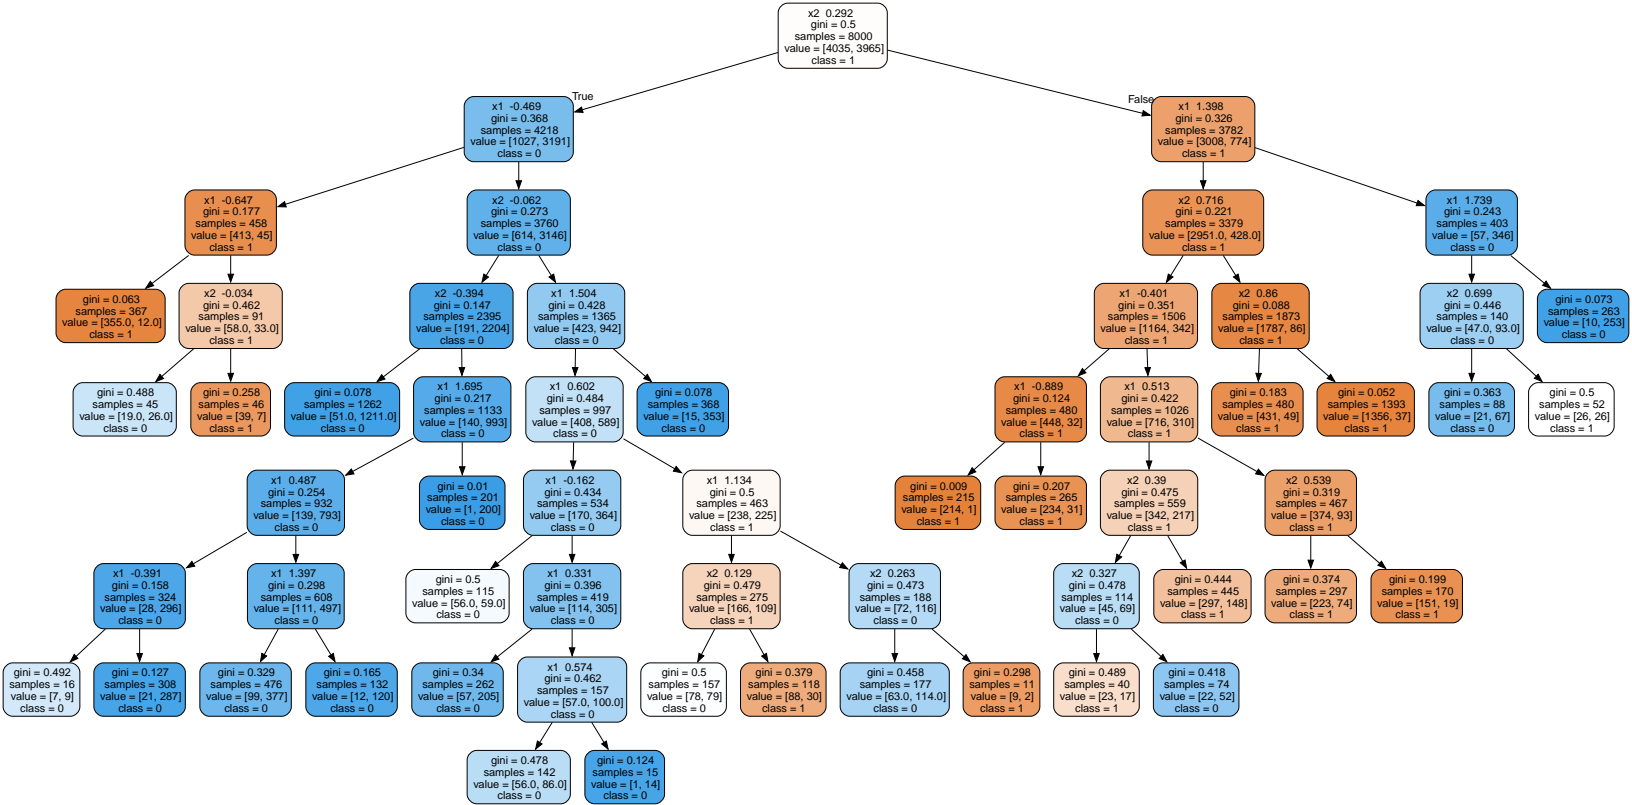 x2 0.292
gini = 0.5
samples = 8000
value = [4035, 3965]
class = 1
True
False
x1 -0.469
gini = 0.368
samples = 4218
value = [1027, 3191]
class = 0
x1 1.398
gini = 0.326
samples = 3782
value = [3008, 774]
class = 1
x1 -0.647
gini = 0.177
samples = 458
value = [413, 45]
class = 1
x2 -0.062
gini = 0.273
samples = 3760
value = [614, 3146]
class = 0
x2 0.716
gini = 0.221
samples = 3379
value = [2951.0, 428.0]
class = 1
x1 1.739
gini = 0.243
samples = 403
value = [57, 346]
class = 0
gini = 0.063
samples = 367
value = [355.0, 12.0]
class = 1
x2 -0.034
gini = 0.462
samples = 91
value = [58.0, 33.0]
class = 1
x2 -0.394
gini = 0.147
samples = 2395
value = [191, 2204]
class = 0
x1 1.504
gini = 0.428
samples = 1365
value = [423, 942]
class = 0
x1 -0.401
gini = 0.351
samples = 1506
value = [1164, 342]
class = 1
x2 0.86
gini = 0.088
samples = 1873
value = [1787, 86]
class = 1
x2 0.699
gini = 0.446
samples = 140
value = [47.0, 93.0]
class = 0
gini = 0.073
samples = 263
value = [10, 253]
class = 0
gini = 0.488
samples = 45
value = [19.0, 26.0]
class = 0
gini = 0.258
samples = 46
value = [39, 7]
class = 1
gini = 0.078
samples = 1262
value = [51.0, 1211.0]
class = 0
x1 1.695
gini = 0.217
samples = 1133
value = [140, 993]
class = 0
x1 0.602
gini = 0.484
samples = 997
value = [408, 589]
class = 0
gini = 0.078
samples = 368
value = [15, 353]
class = 0
x1 -0.889
gini = 0.124
samples = 480
value = [448, 32]
class = 1
x1 0.513
gini = 0.422
samples = 1026
value = [716, 310]
class = 1
gini = 0.183
samples = 480
value = [431, 49]
class = 1
gini = 0.052
samples = 1393
value = [1356, 37]
class = 1
gini = 0.363
samples = 88
value = [21, 67]
class = 0
gini = 0.5
samples = 52
value = [26, 26]
class = 1
x1 0.487
gini = 0.254
samples = 932
value = [139, 793]
class = 0
gini = 0.01
samples = 201
value = [1, 200]
class = 0
x1 -0.162
gini = 0.434
samples = 534
value = [170, 364]
class = 0
x1 1.134
gini = 0.5
samples = 463
value = [238, 225]
class = 1
gini = 0.009
samples = 215
value = [214, 1]
class = 1
gini = 0.207
samples = 265
value = [234, 31]
class = 1
x2 0.39
gini = 0.475
samples = 559
value = [342, 217]
class = 1
x2 0.539
gini = 0.319
samples = 467
value = [374, 93]
class = 1
x1 -0.391
gini = 0.158
samples = 324
value = [28, 296]
class = 0
x1 1.397
gini = 0.298
samples = 608
value = [111, 497]
class = 0
gini = 0.5
samples = 115
value = [56.0, 59.0]
class = 0
x1 0.331
gini = 0.396
samples = 419
value = [114, 305]
class = 0
x2 0.129
gini = 0.479
samples = 275
value = [166, 109]
class = 1
x2 0.263
gini = 0.473
samples = 188
value = [72, 116]
class = 0
x2 0.327
gini = 0.478
samples = 114
value = [45, 69]
class = 0
gini = 0.444
samples = 445
value = [297, 148]
class = 1
gini = 0.374
samples = 297
value = [223, 74]
class = 1
gini = 0.199
samples = 170
value = [151, 19]
class = 1
gini = 0.492
samples = 16
value = [7, 9]
class = 0
gini = 0.127
samples = 308
value = [21, 287]
class = 0
gini = 0.329
samples = 476
value = [99, 377]
class = 0
gini = 0.165
samples = 132
value = [12, 120]
class = 0
gini = 0.34
samples = 262
value = [57, 205]
class = 0
x1 0.574
gini = 0.462
samples = 157
value = [57.0, 100.0]
class = 0
gini = 0.5
samples = 157
value = [78, 79]
class = 0
gini = 0.379
samples = 118
value = [88, 30]
class = 1
gini = 0.458
samples = 177
value = [63.0, 114.0]
class = 0
gini = 0.298
samples = 11
value = [9, 2]
class = 1
gini = 0.489
samples = 40
value = [23, 17]
class = 1
gini = 0.418
samples = 74
value = [22, 52]
class = 0
gini = 0.478
samples = 142
value = [56.0, 86.0]
class = 0
gini = 0.124
samples = 15
value = [1, 14]
class = 0